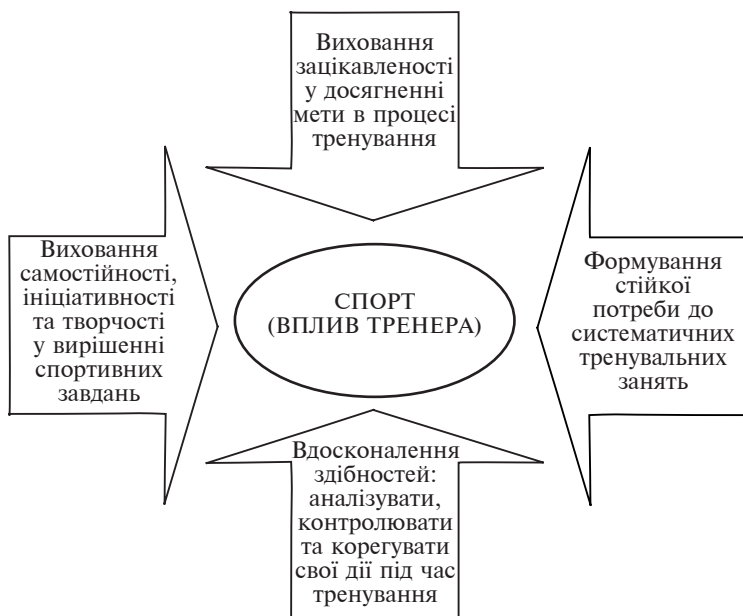 Виховання
зацікавленості
у досягненні
мети в процесі
тренування
Виховання
самостійності,
ініціативності
та творчості
у вирішенні
спортивних
завдань
СПОРТ
(ВПЛИВ ТРЕНЕРА)
Формування
стійкої
потреби до
систематичних
тренувальних
занять
Вдосконалення
здібностей:
аналізувати,
контролювати
та корегувати
свої дії під час
тренування